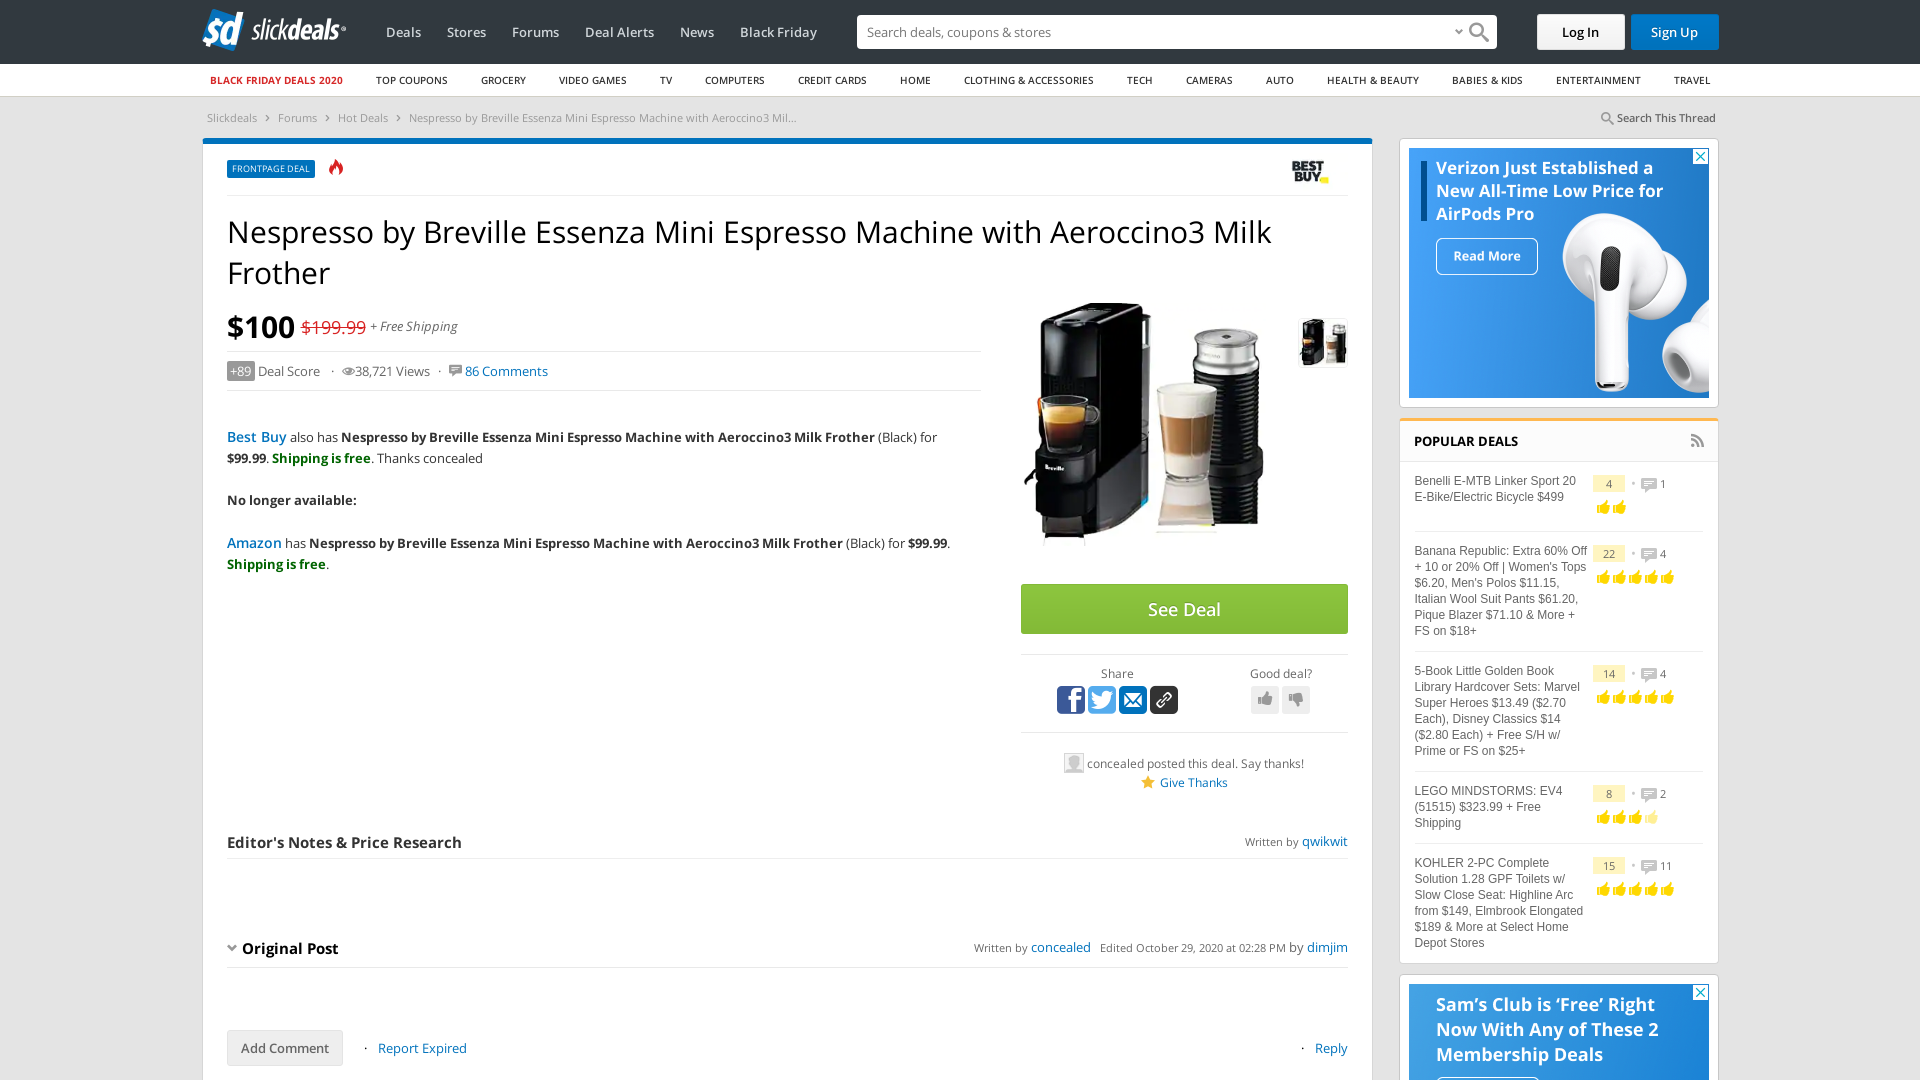 sd slickdeals
Deals Stores Forums Deal Alerts News Black Friday
Search deals, coupons & shopping
Log In Sign Up
BLACK FRIDAY DEALS 2020 TOP COUPONS GROCERY VIDEO GAMES TV COMPUTERS CREDIT CARDS HOME CLOTHING & ACCESSORIES TECH CAMERAS AUTO HEALTH & BEAUTY BABIES & KIDS ENTERTAINMENT TRAVEL
Slickdeals > Forums > Hot Deals > Nespresso by Breville Essenza Mini Espresso Machine with Aeroccino3 Mil...
Search This Thread
FRONTPAGE DEAL
BEST
BUY
Nespresso by Breville Essenza Mini Espresso Machine with Aeroccino3 Milk
Frother
$100 $199.99 + Free Shipping
+89 Deal Score · 38,721 Views · 86 Comments
Best Buy also has Nespresso by Breville Essenza Mini Espresso Machine with Aeroccino3 Milk Frother (Black) for
$99.99. Shipping is free. Thanks concealed
No longer available:
Amazon has Nespresso by Breville Essenza Mini Espresso Machine with Aeroccino3 Milk Frother (Black) for $99.99.
Shipping is free.
Breville
See Deal
Share
Good deal?
concealed posted this deal. Say thanks!
Give Thanks
Editor's Notes & Price Research
Written by qwikwit
Original Post
Written by concealed Edited October 29, 2020 at 02:28 PM by dimjim
Add Comment · Report Expired
· Reply
Verizon Just Established a
New All-Time Low Price for
AirPods Pro
Read More
POPULAR DEALS
Benelli E-MTB Linker Sport 20
E-Bike/Electric Bicycle $499
4 · 1
Banana Republic: Extra 60% Off
+ 10 or 20% Off | Women's Tops
$6.20, Men's Polos $11.15,
Italian Wool Suit Pants $61.20,
Pique Blazer $71.10 & More +
FS on $18+
22 · 4
5-Book Little Golden Book
Library Hardcover Sets: Marvel
Super Heroes $13.49 ($2.70
Each), Disney Classics $14
($2.80 Each) + Free S/H w/
Prime or FS on $25+
14 · 4
LEGO MINDSTORMS: EV4
(51515) $323.99 + Free
Shipping
8 · 2
KOHLER 2-PC Complete
Solution 1.28 GPF Toilets w/
Slow Close Seat: Highline Arc
from $149, Elmbrook Elongated
$189 & More at Select Home
Depot Stores
15 · 11
Sam's Club is 'Free' Right
Now With Any of These 2
Membership Deals